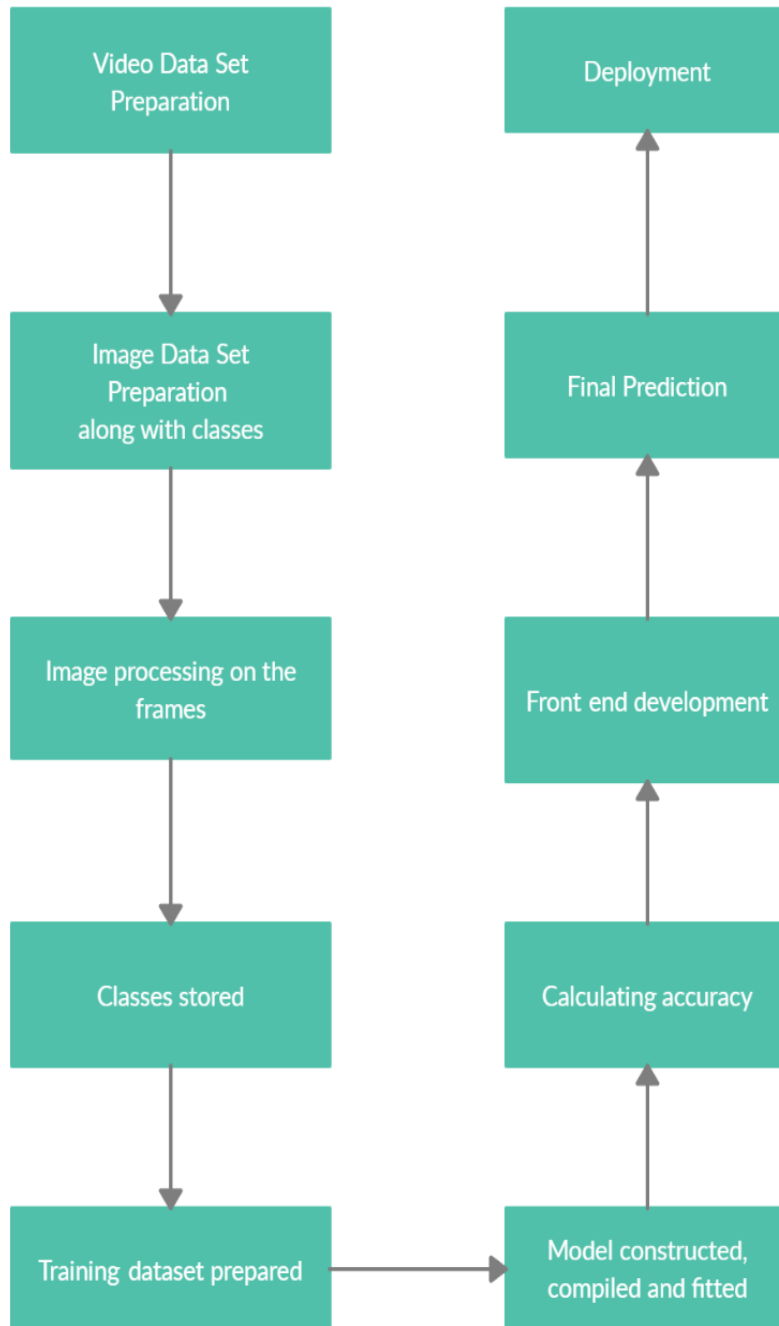 Video Data Set
Preparation
Image Data Set
Preparation
along with classes
Image processing on the
frames
Classes stored
Training dataset prepared
Model constructed,
compiled and fitted
Calculating accuracy
Front end development
Final Prediction
Deployment